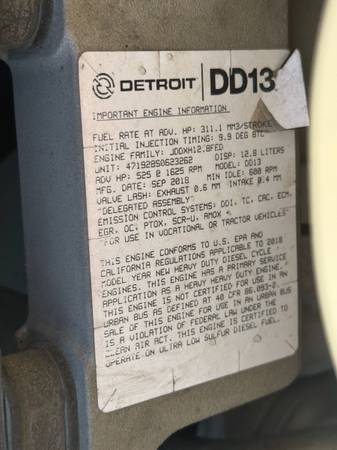 DETROIT DD13
IMPORTANT ENGINE INFORMATION
FUEL RATE AT ADV. HP: 311.1 MM3/STROKE
INITIAL INJECTION TIMING: 9.9 DEG BTC
ENGINE FAMILY: JDDXH12.8FED
UNIT: 471928S0623262 DISP: 12.8 LITERS
ADV HP: 525 @ 1625 RPM MODEL: DD13
MFG. DATE: SEP 2018 MIN IDLE: 600 RPM
VALVE LASH: EXHAUST 0.6 MM INTAKE 0.4 MM
"DELEGATED ASSEMBLY"
EMISSION CONTROL SYSTEMS: DDI, TC, CAC, ECM,
EGR, OC, PTOX, SCR-U, AMOX
"FOR USE IN VOCATIONAL OR TRACTOR VEHICLES"
THIS ENGINE CONFORMS TO U.S. EPA AND
CALIFORNIA REGULATIONS APPLICABLE TO 2018
MODEL YEAR NEW HEAVY DUTY DIESEL CYCLE
ENGINES. THIS ENGINE HAS A PRIMARY SERVICE
APPLICATION AS A HEAVY HEAVY DUTY ENGINE.
THIS ENGINE IS NOT CERTIFIED FOR USE IN AN
URBAN BUS AS DEFINED AT 40 CFR 86.093-2.
SALE OF THIS ENGINE FOR USE IN AN URBAN BUS
IS A VIOLATION OF FEDERAL LAW UNDER THE
CLEAN AIR ACT. THIS ENGINE IS CERTIFIED TO
OPERATE ON ULTRA LOW SULFUR DIESEL FUEL.